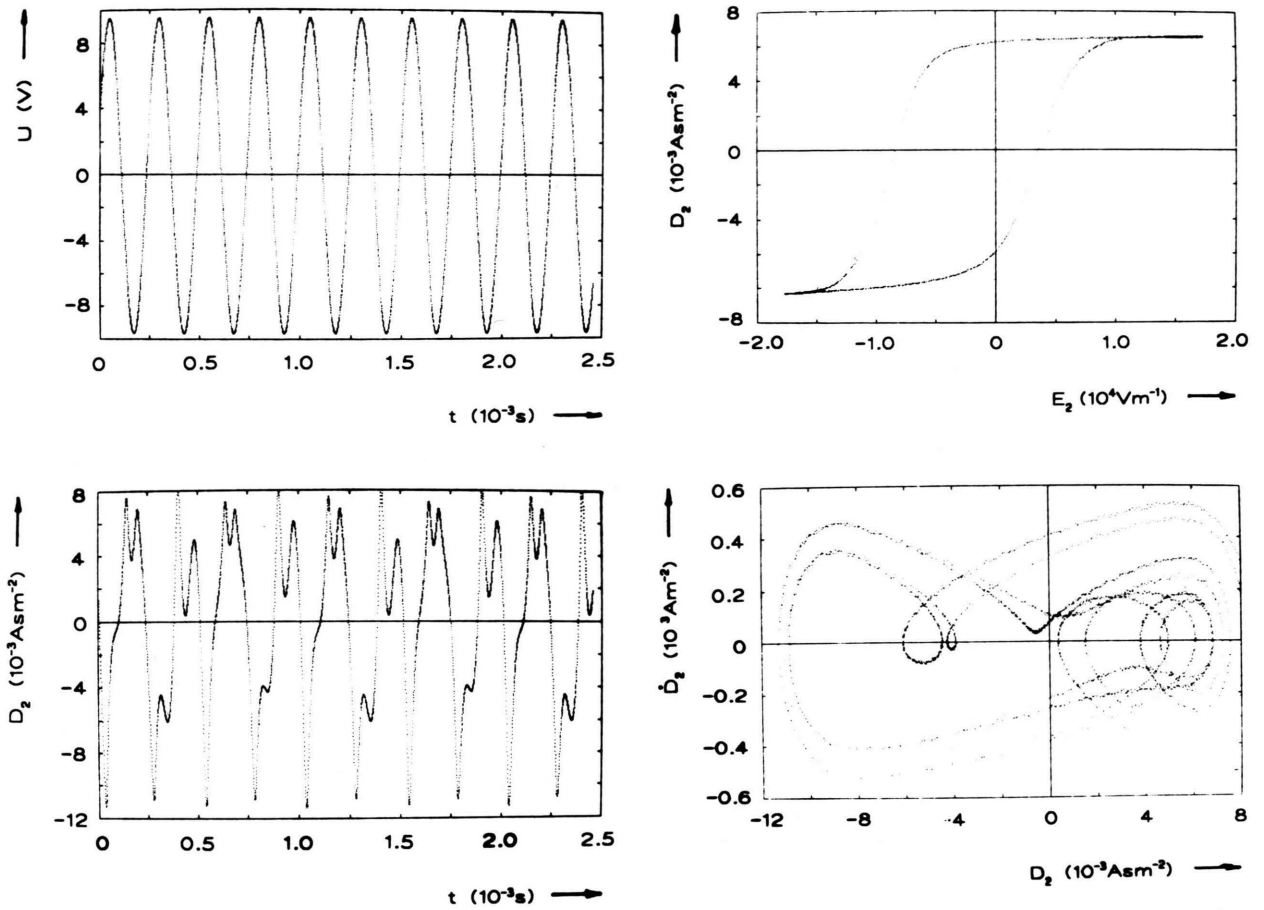 U (V)
8
4
0
-4
-8
0 0.5 1.0 1.5 2.0 2.5
t (10⁻³s)
D₂ (10⁻³Asm⁻²)
8
4
0
-4
-8
-2.0 -1.0 0 1.0 2.0
E₂ (10⁴Vm⁻¹)
D₂ (10⁻³Asm⁻²)
8
4
0
-4
-8
-12
0 0.5 1.0 1.5 2.0 2.5
t (10⁻³s)
Ḋ₂ (10³Am⁻²)
0.6
0.4
0.2
0
-0.2
-0.4
-0.6
-12 -8 -4 0 4 8
D₂ (10⁻³Asm⁻²)